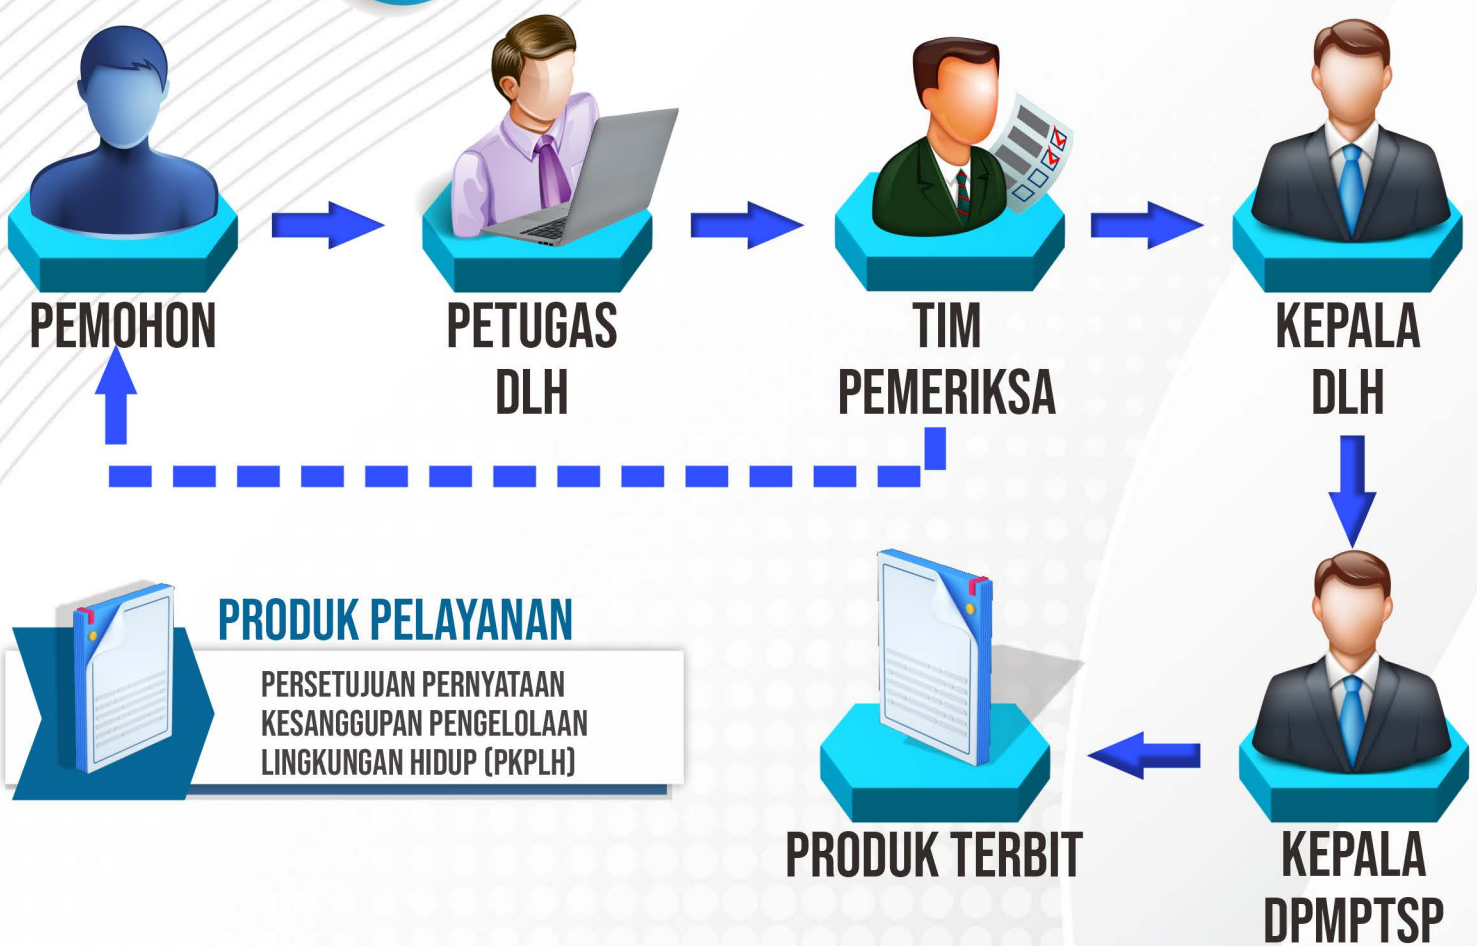 PEMOHON
PETUGAS
DLH
TIM
PEMERIKSA
KEPALA
DLH
PRODUK PELAYANAN
PERSETUJUAN PERNYATAAN
KESANGGUPAN PENGELOLAAN
LINGKUNGAN HIDUP (PKPLH)
PRODUK TERBIT
KEPALA
DPMPTSP